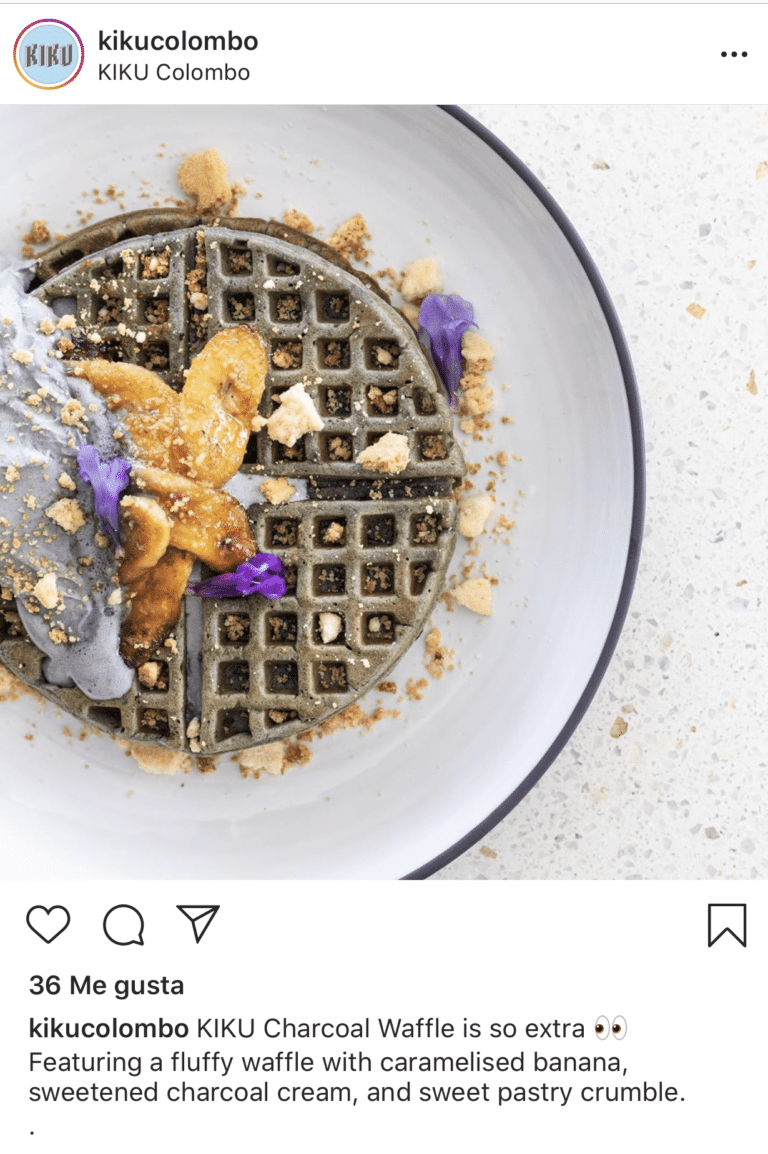 KIKU
kikucolombo
KIKU Colombo
36 Me gusta
kikucolombo KIKU Charcoal Waffle is so extra 👀
Featuring a fluffy waffle with caramelised banana,
sweetened charcoal cream, and sweet pastry crumble.
.